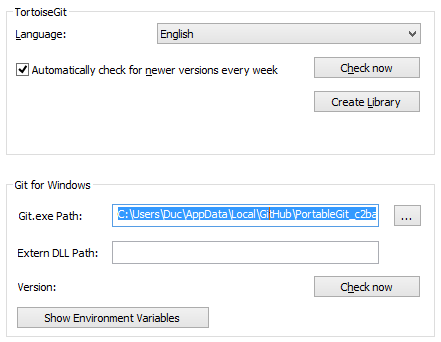 TortoiseGit
Language: English
Automatically check for newer versions every week Check now
Create Library
Git for Windows
Git.exe Path: C:\Users\Duc\AppData\Local\GitHub\PortableGit_c2ba ...
Extern DLL Path:
Version: Check now
Show Environment Variables